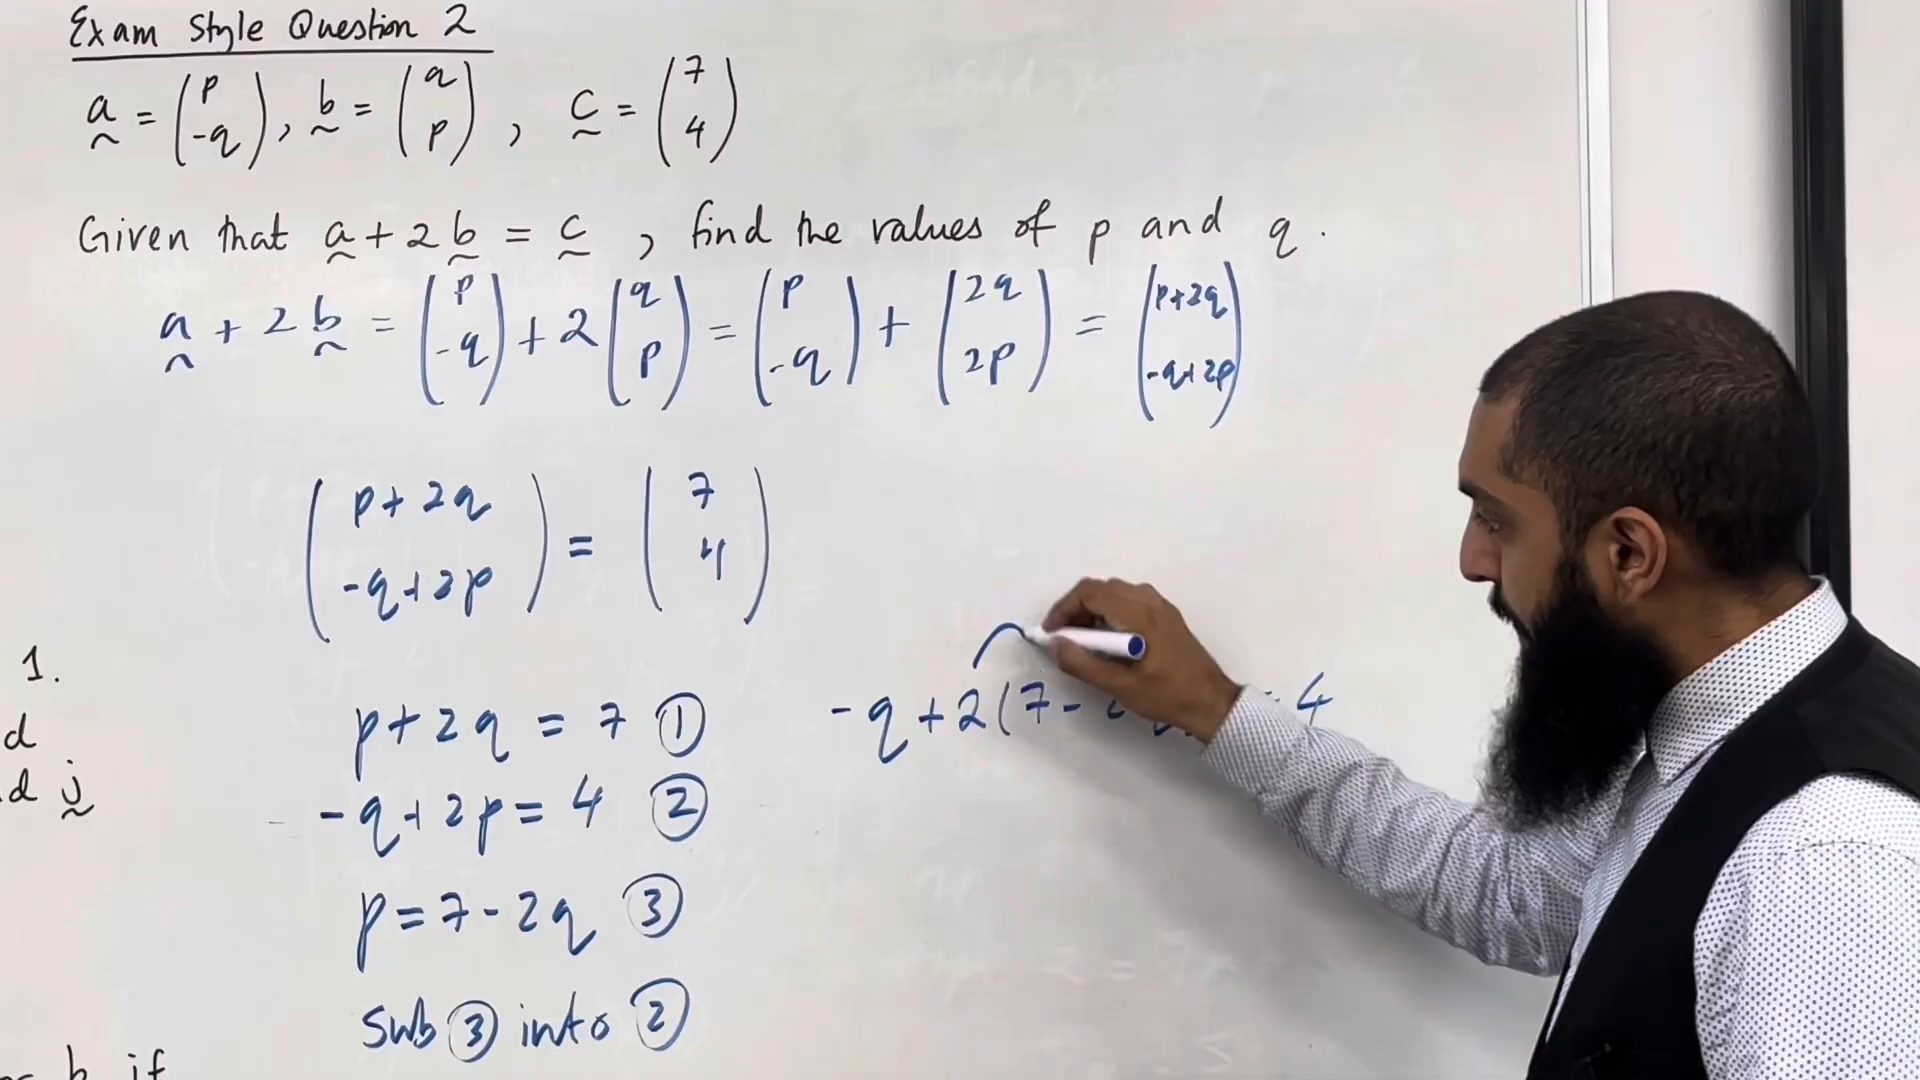 Exam Style Question 2
a = (p -q), b = (q p), c = (7 4)
Given that a + 2b = c, find the values of p and q.
a + 2b = (p -q) + 2(q p) = (p -q) + (2q 2p) = (p+2q -q+2p)
(p+2q -q+2p) = (7 4)
1.
d
d j
p + 2q = 7 ①
-q + 2p = 4 ②
p = 7 - 2q ③
Sub ③ into ②
-q + 2(7 - = 4
b if